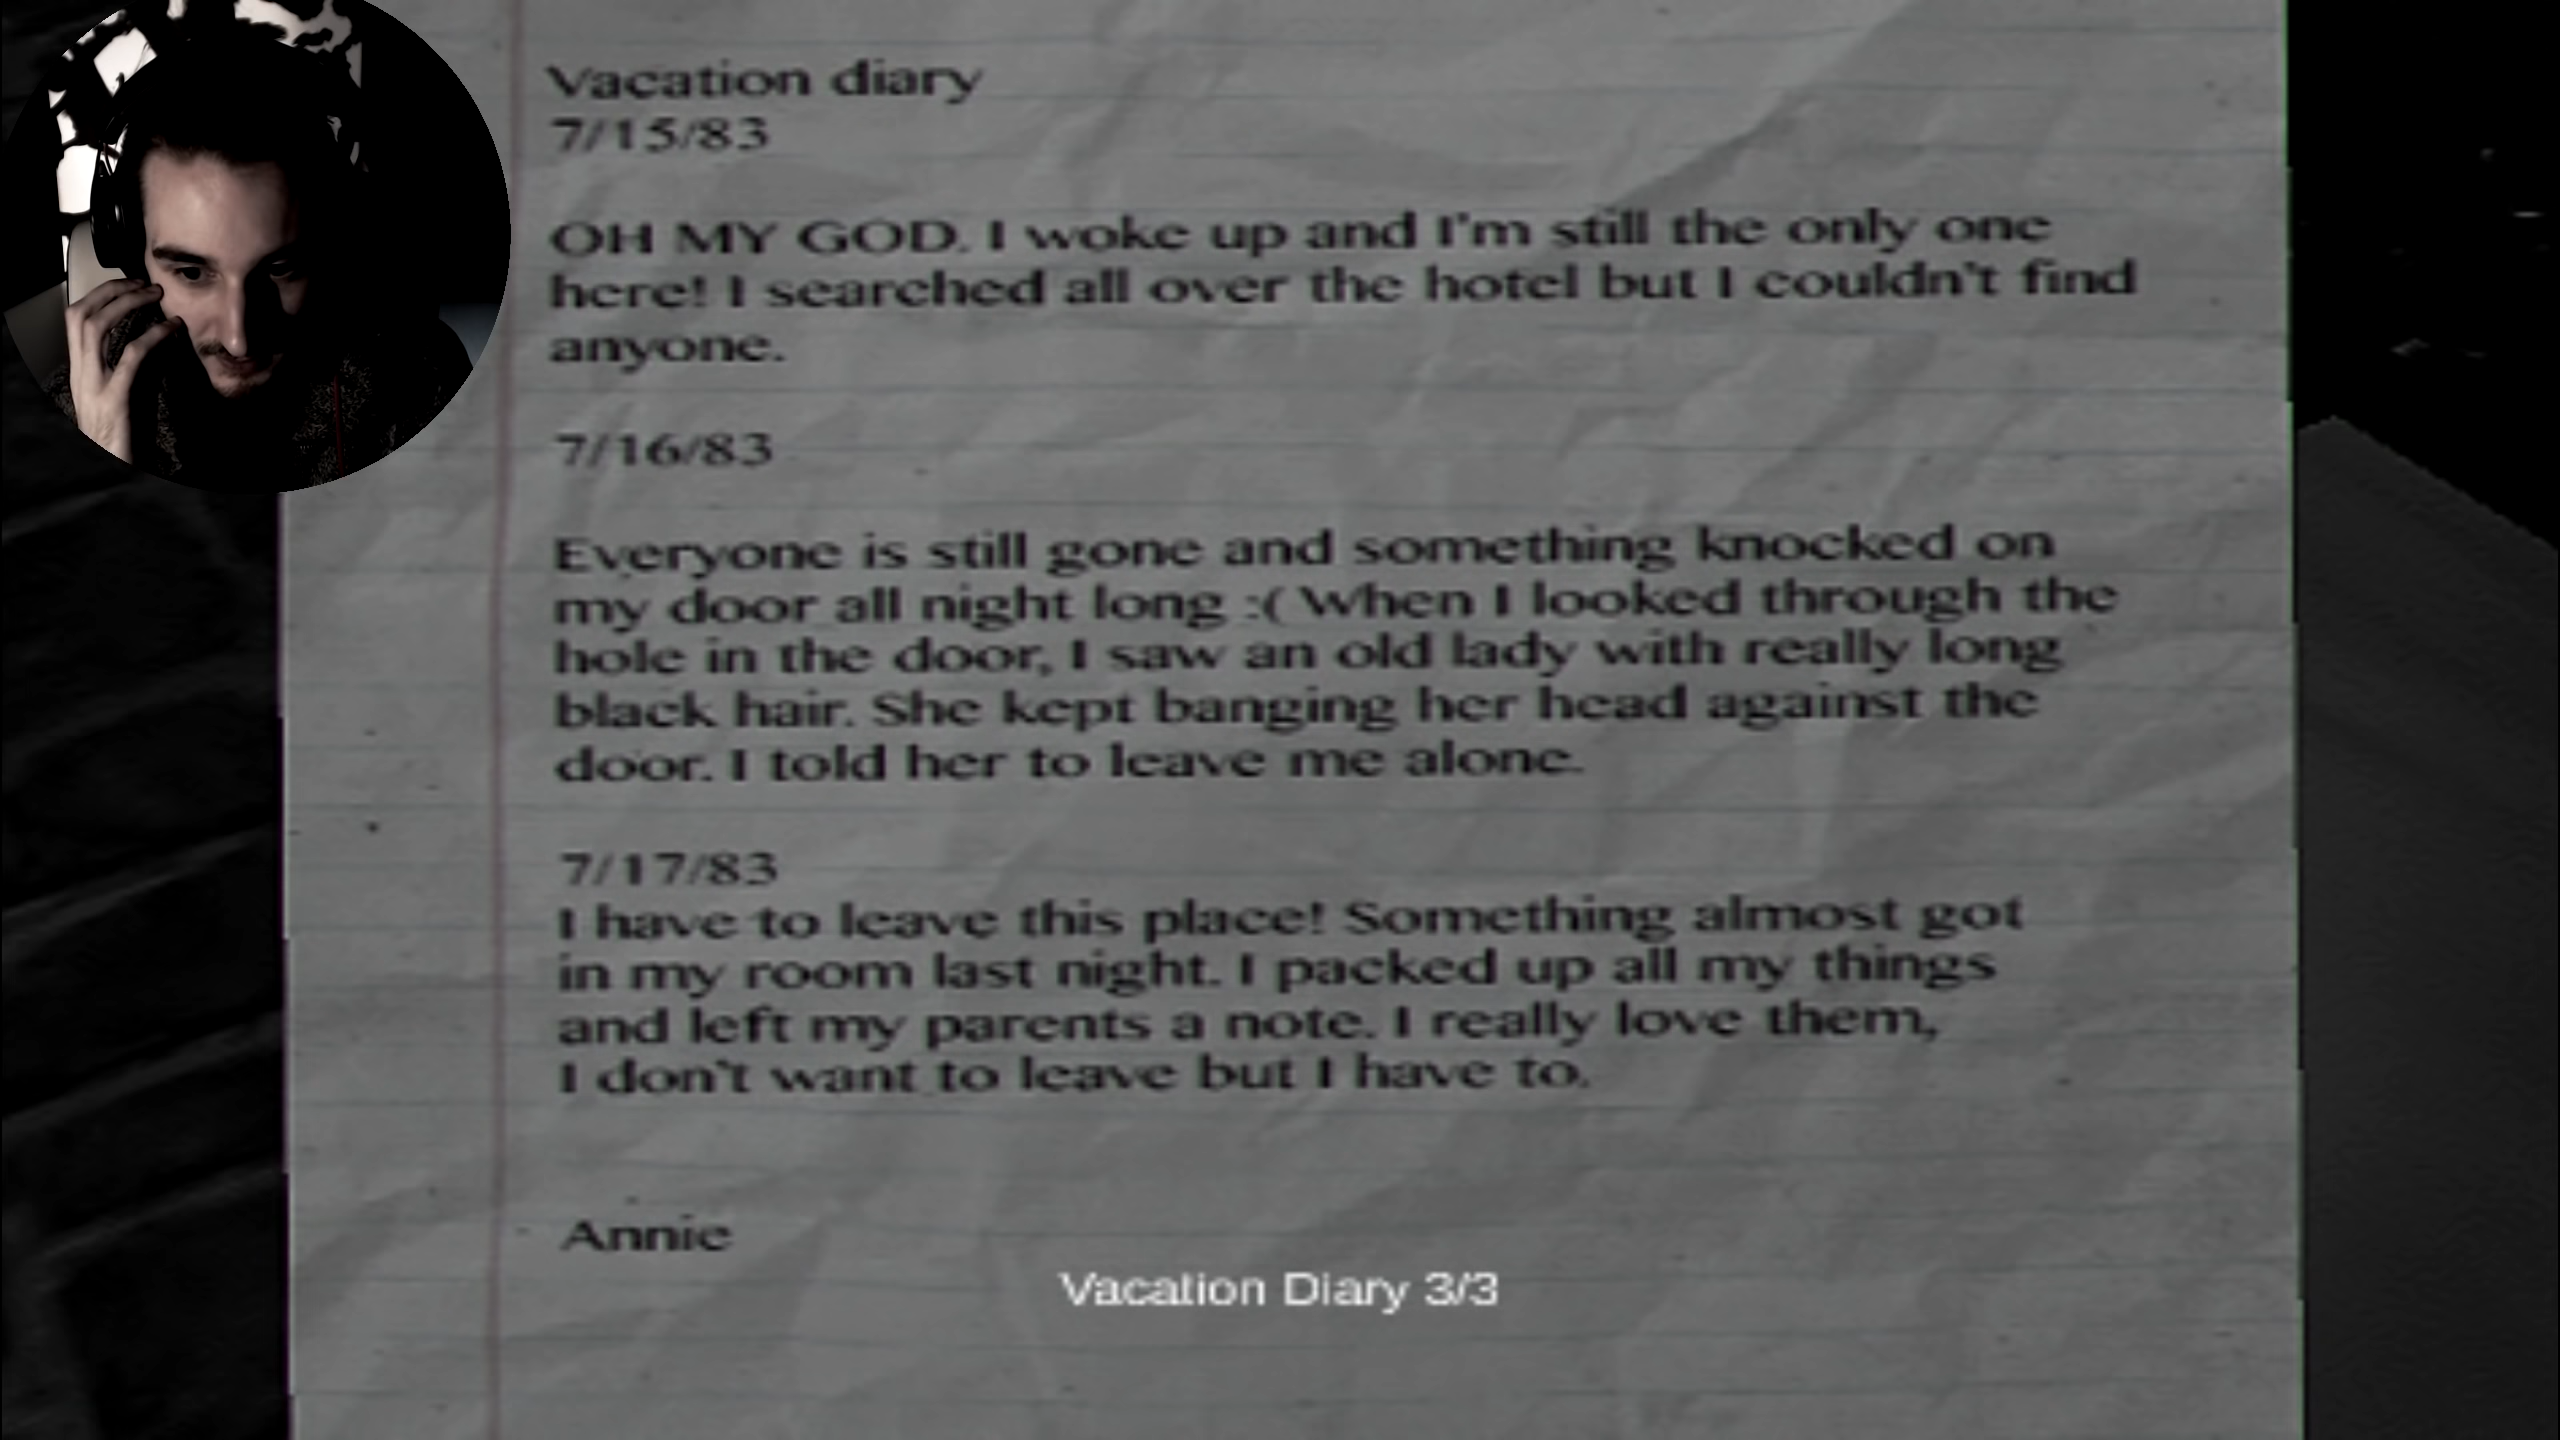 Vacation diary
7/15/83
OH MY GOD. I woke up and I'm still the only one
here! I searched all over the hotel but I couldn't find
anyone.
7/16/83
Everyone is still gone and something knocked on
my door all night long :( When I looked through the
hole in the door, I saw an old lady with really long
black hair. She kept banging her head against the
door. I told her to leave me alone.
7/17/83
I have to leave this place! Something almost got
in my room last night. I packed up all my things
and left my parents a note. I really love them,
I don't want to leave but I have to.
Annie
Vacation Diary 3/3